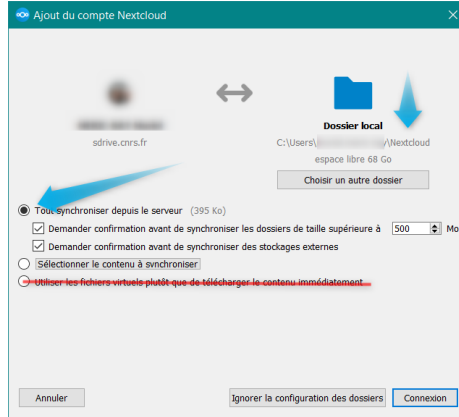 Ajout du compte Nextcloud
Dossier local
sdrive.cnrs.fr
C:\Users\ \Nextcloud
espace libre 68 Go
Choisir un autre dossier
Tout synchroniser depuis le serveur (395 Ko)
Demander confirmation avant de synchroniser les dossiers de taille supérieure à 500 Mo
Demander confirmation avant de synchroniser des stockages externes
Sélectionner le contenu à synchroniser
Utiliser les fichiers virtuels plutôt que de télécharger le contenu immédiatement
Annuler
Ignorer la configuration des dossiers
Connexion